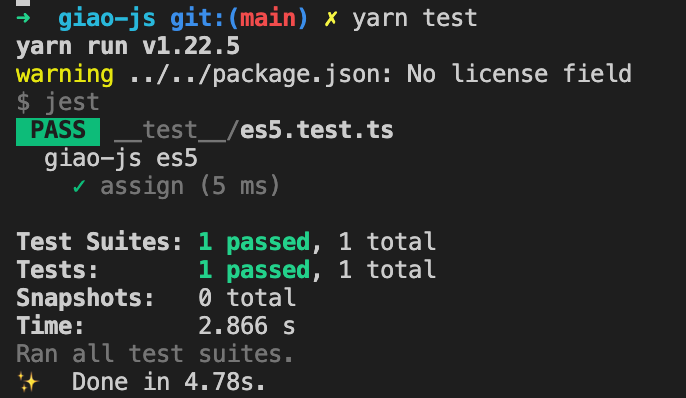 ➜  giao-js git:(main) ✗ yarn test
yarn run v1.22.5
warning ../../package.json: No license field
$ jest
PASS  __test__/es5.test.ts
  giao-js es5
    ✓ assign (5 ms)

Test Suites: 1 passed, 1 total
Tests:       1 passed, 1 total
Snapshots:   0 total
Time:        2.866 s
Ran all test suites.
✨  Done in 4.78s.